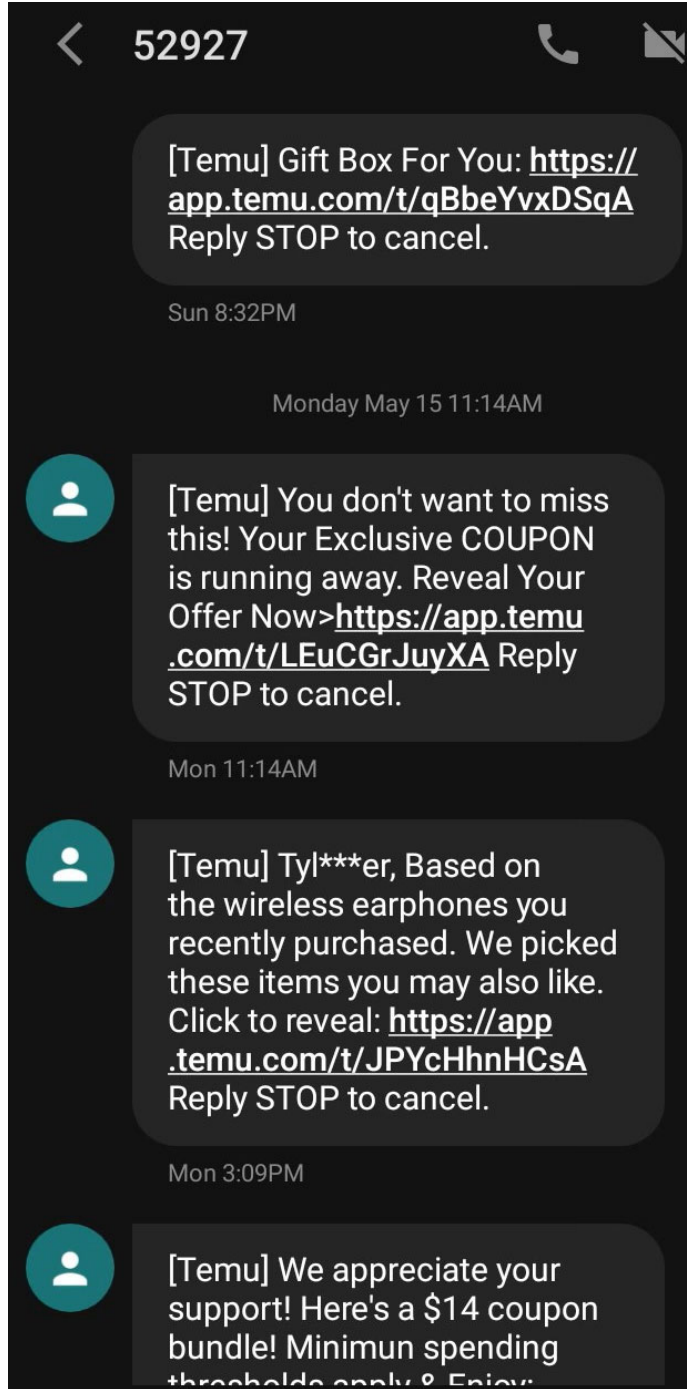 52927
[Temu] Gift Box For You: https://
app.temu.com/t/qBbeYvxDSqA
Reply STOP to cancel.
Sun 8:32PM
Monday May 15 11:14AM
[Temu] You don't want to miss
this! Your Exclusive COUPON
is running away. Reveal Your
Offer Now>https://app.temu
.com/t/LEuCGrJuyXA Reply
STOP to cancel.
Mon 11:14AM
[Temu] Tyl***er, Based on
the wireless earphones you
recently purchased. We picked
these items you may also like.
Click to reveal: https://app
.temu.com/t/JPYcHhnHCsA
Reply STOP to cancel.
Mon 3:09PM
[Temu] We appreciate your
support! Here's a $14 coupon
bundle! Minimun spending
thresholds apply & Enjoy: